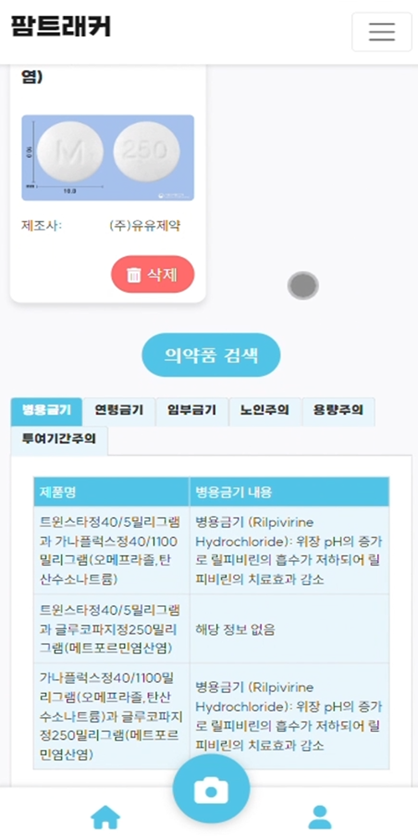 팜트래커
염)
M
250
10.0
제조사: (주)유유제약
삭제
의약품 검색
병용금기 연령금기 임부금기 노인주의 용량주의
투여기간주의
제품명 병용금기 내용
트윈스타정40/5밀리그램
과 가나플럭스정40/1100
밀리그램(오메프라졸,탄
산수소나트륨)
병용금기 (Rilpivirine
Hydrochloride): 위장 pH의 증가
로 릴피비린의 흡수가 저하되어 릴
피비린의 치료효과 감소
트윈스타정40/5밀리그램
과 글루코파지정250밀리
그램(메트포르민염산염)
해당 정보 없음
가나플럭스정40/1100밀
리그램(오메프라졸,탄산
수소나트륨)과 글루코파지
정250밀리그램(메트포르
민염산염)
병용금기 (Rilpivirine
Hydrochloride): 위장 pH의 증가
로 릴피비린의 흡수가 저하되어 릴
피비린의 치료효과 감소